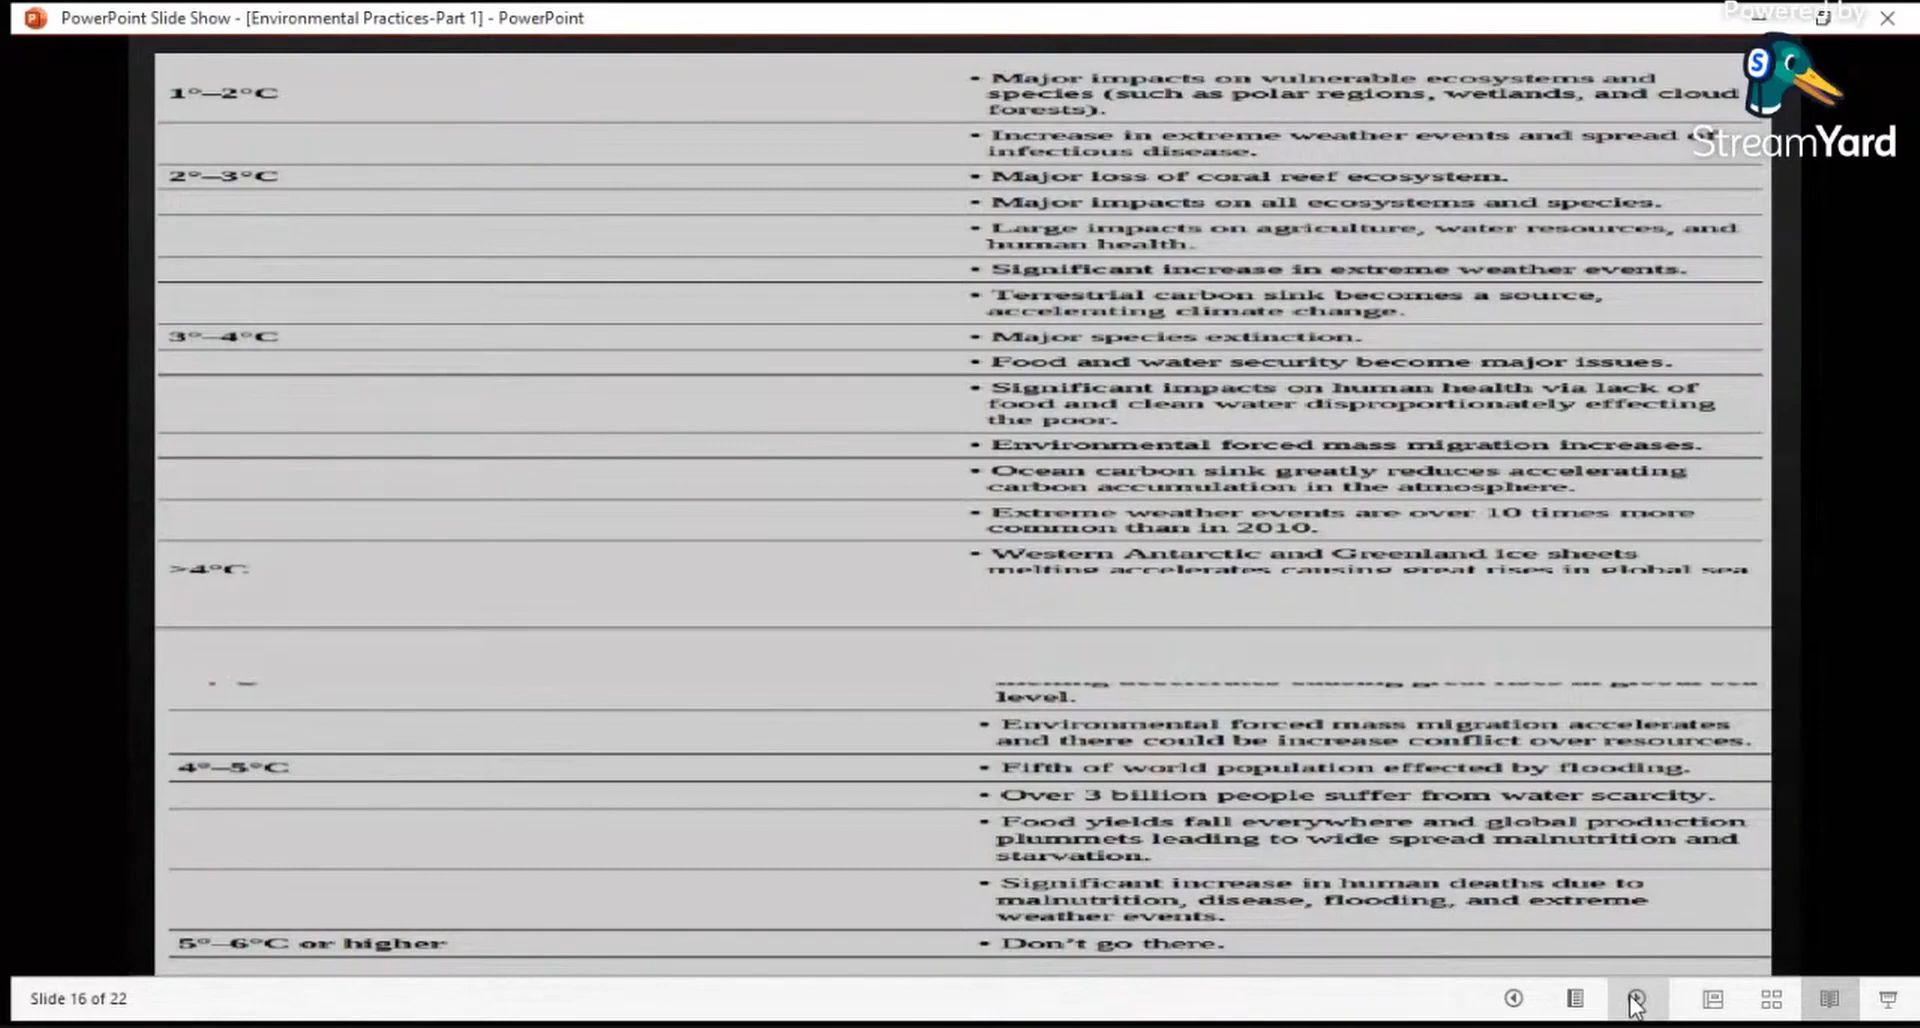 PowerPoint Slide Show - [Environmental Practices-Part 1] - PowerPoint
Powered by
StreamYard
1°–2°C
• Major impacts on vulnerable ecosystems and
species (such as polar regions, wetlands, and cloud
forests).
• Increase in extreme weather events and spread of
infectious disease.
2°–3°C
• Major loss of coral reef ecosystem.
• Major impacts on all ecosystems and species.
• Large impacts on agriculture, water resources, and
human health.
• Significant increase in extreme weather events.
• Terrestrial carbon sink becomes a source,
accelerating climate change.
3°–4°C
• Major species extinction.
• Food and water security become major issues.
• Significant impacts on human health via lack of
food and clean water disproportionately effecting
the poor.
• Environmental forced mass migration increases.
• Ocean carbon sink greatly reduces accelerating
carbon accumulation in the atmosphere.
• Extreme weather events are over 10 times more
common than in 2010.
>4°C
• Western Antarctic and Greenland ice sheets
melting accelerates causing great rises in global sea
level.
• Environmental forced mass migration accelerates
and there could be increase conflict over resources.
4°–5°C
• Fifth of world population effected by flooding.
• Over 3 billion people suffer from water scarcity.
• Food yields fall everywhere and global production
plummets leading to wide spread malnutrition and
starvation.
• Significant increase in human deaths due to
malnutrition, disease, flooding, and extreme
weather events.
5°–6°C or higher
• Don't go there.
Slide 16 of 22